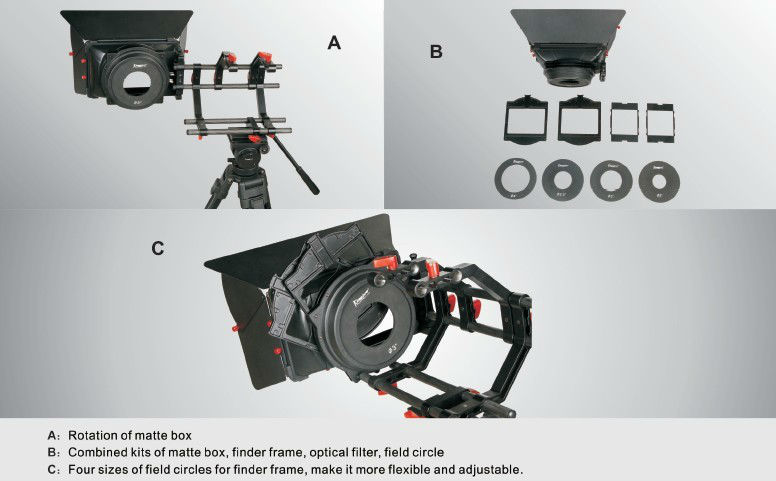 A
B
C
Ø3"
A: Rotation of matte box
B: Combined kits of matte box, finder frame, optical filter, field circle
C: Four sizes of field circles for finder frame, make it more flexible and adjustable.